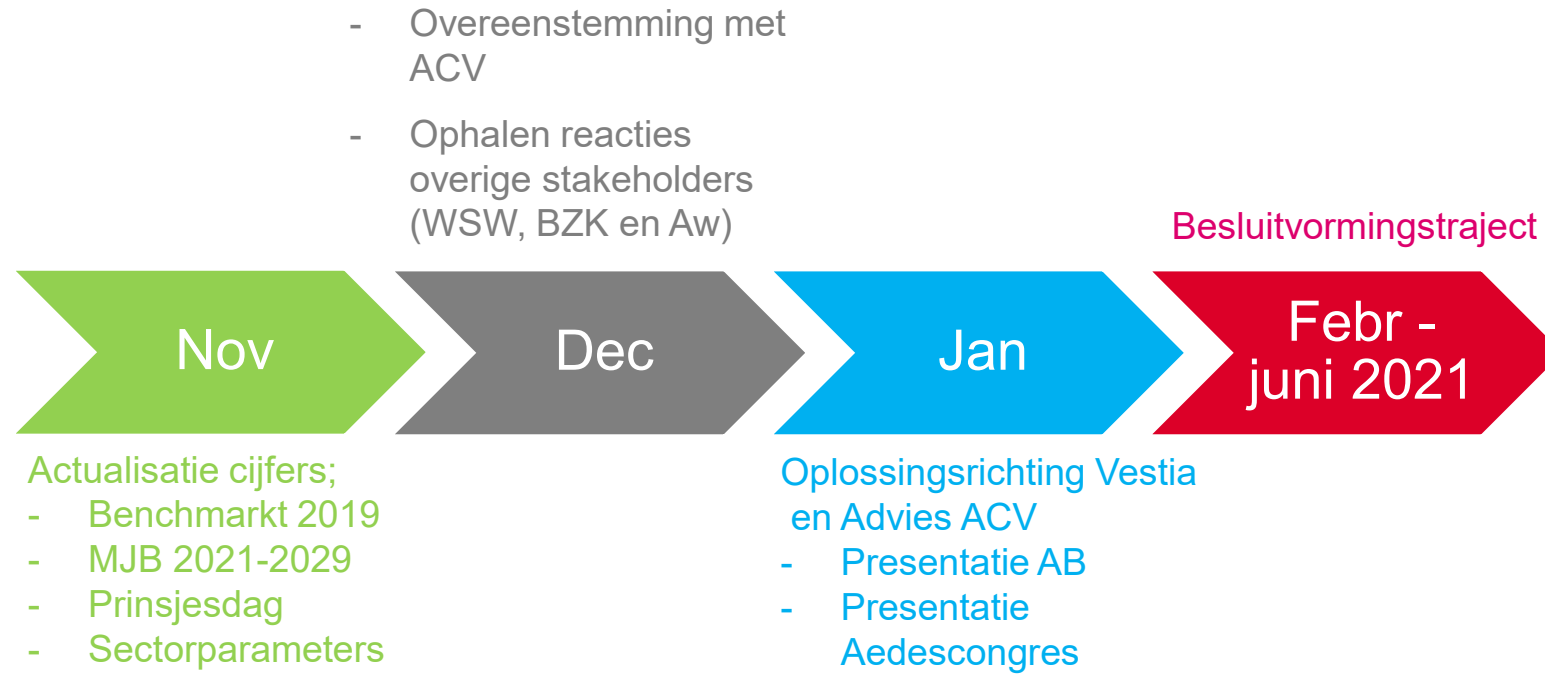 - Overeenstemming met
ACV
- Ophalen reacties
overige stakeholders
(WSW, BZK en Aw)
Besluitvormingstraject
Nov
Dec
Jan
Febr -
juni 2021
Actualisatie cijfers;
- Benchmarkt 2019
- MJB 2021-2029
- Prinsjesdag
- Sectorparameters
Oplossingsrichting Vestia
en Advies ACV
- Presentatie AB
- Presentatie
Aedescongres